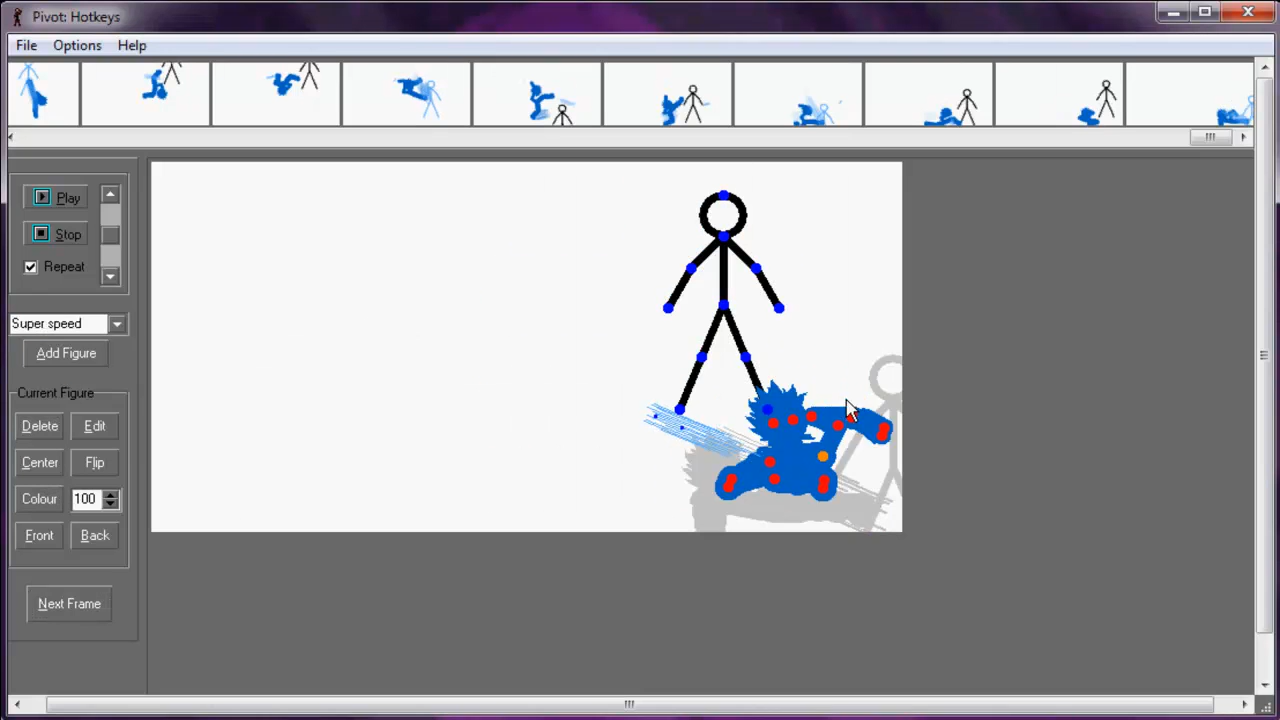 Pivot: Hotkeys
File Options Help
Play
Stop
Repeat
Super speed
Add Figure
Current Figure
Delete Edit
Center Flip
Colour 100
Front Back
Next Frame